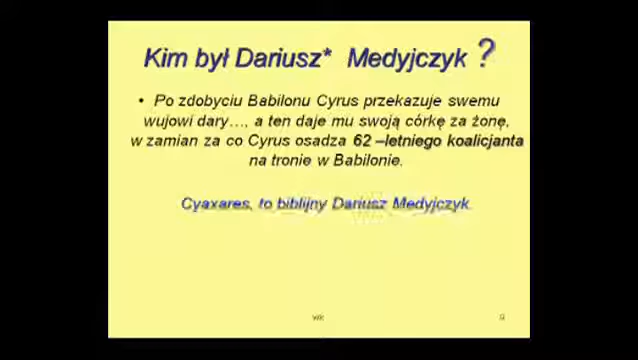 Kim był Dariusz* Medyjczyk ?
• Po zdobyciu Babilonu Cyrus przekazuje swemu
wujowi dary…, a ten daje mu swoją córkę za żonę,
w zamian za co Cyrus osadza 62 –letniego koalicjanta
na tronie w Babilonie.
Cyaxares, to biblijny Dariusz Medyjczyk.